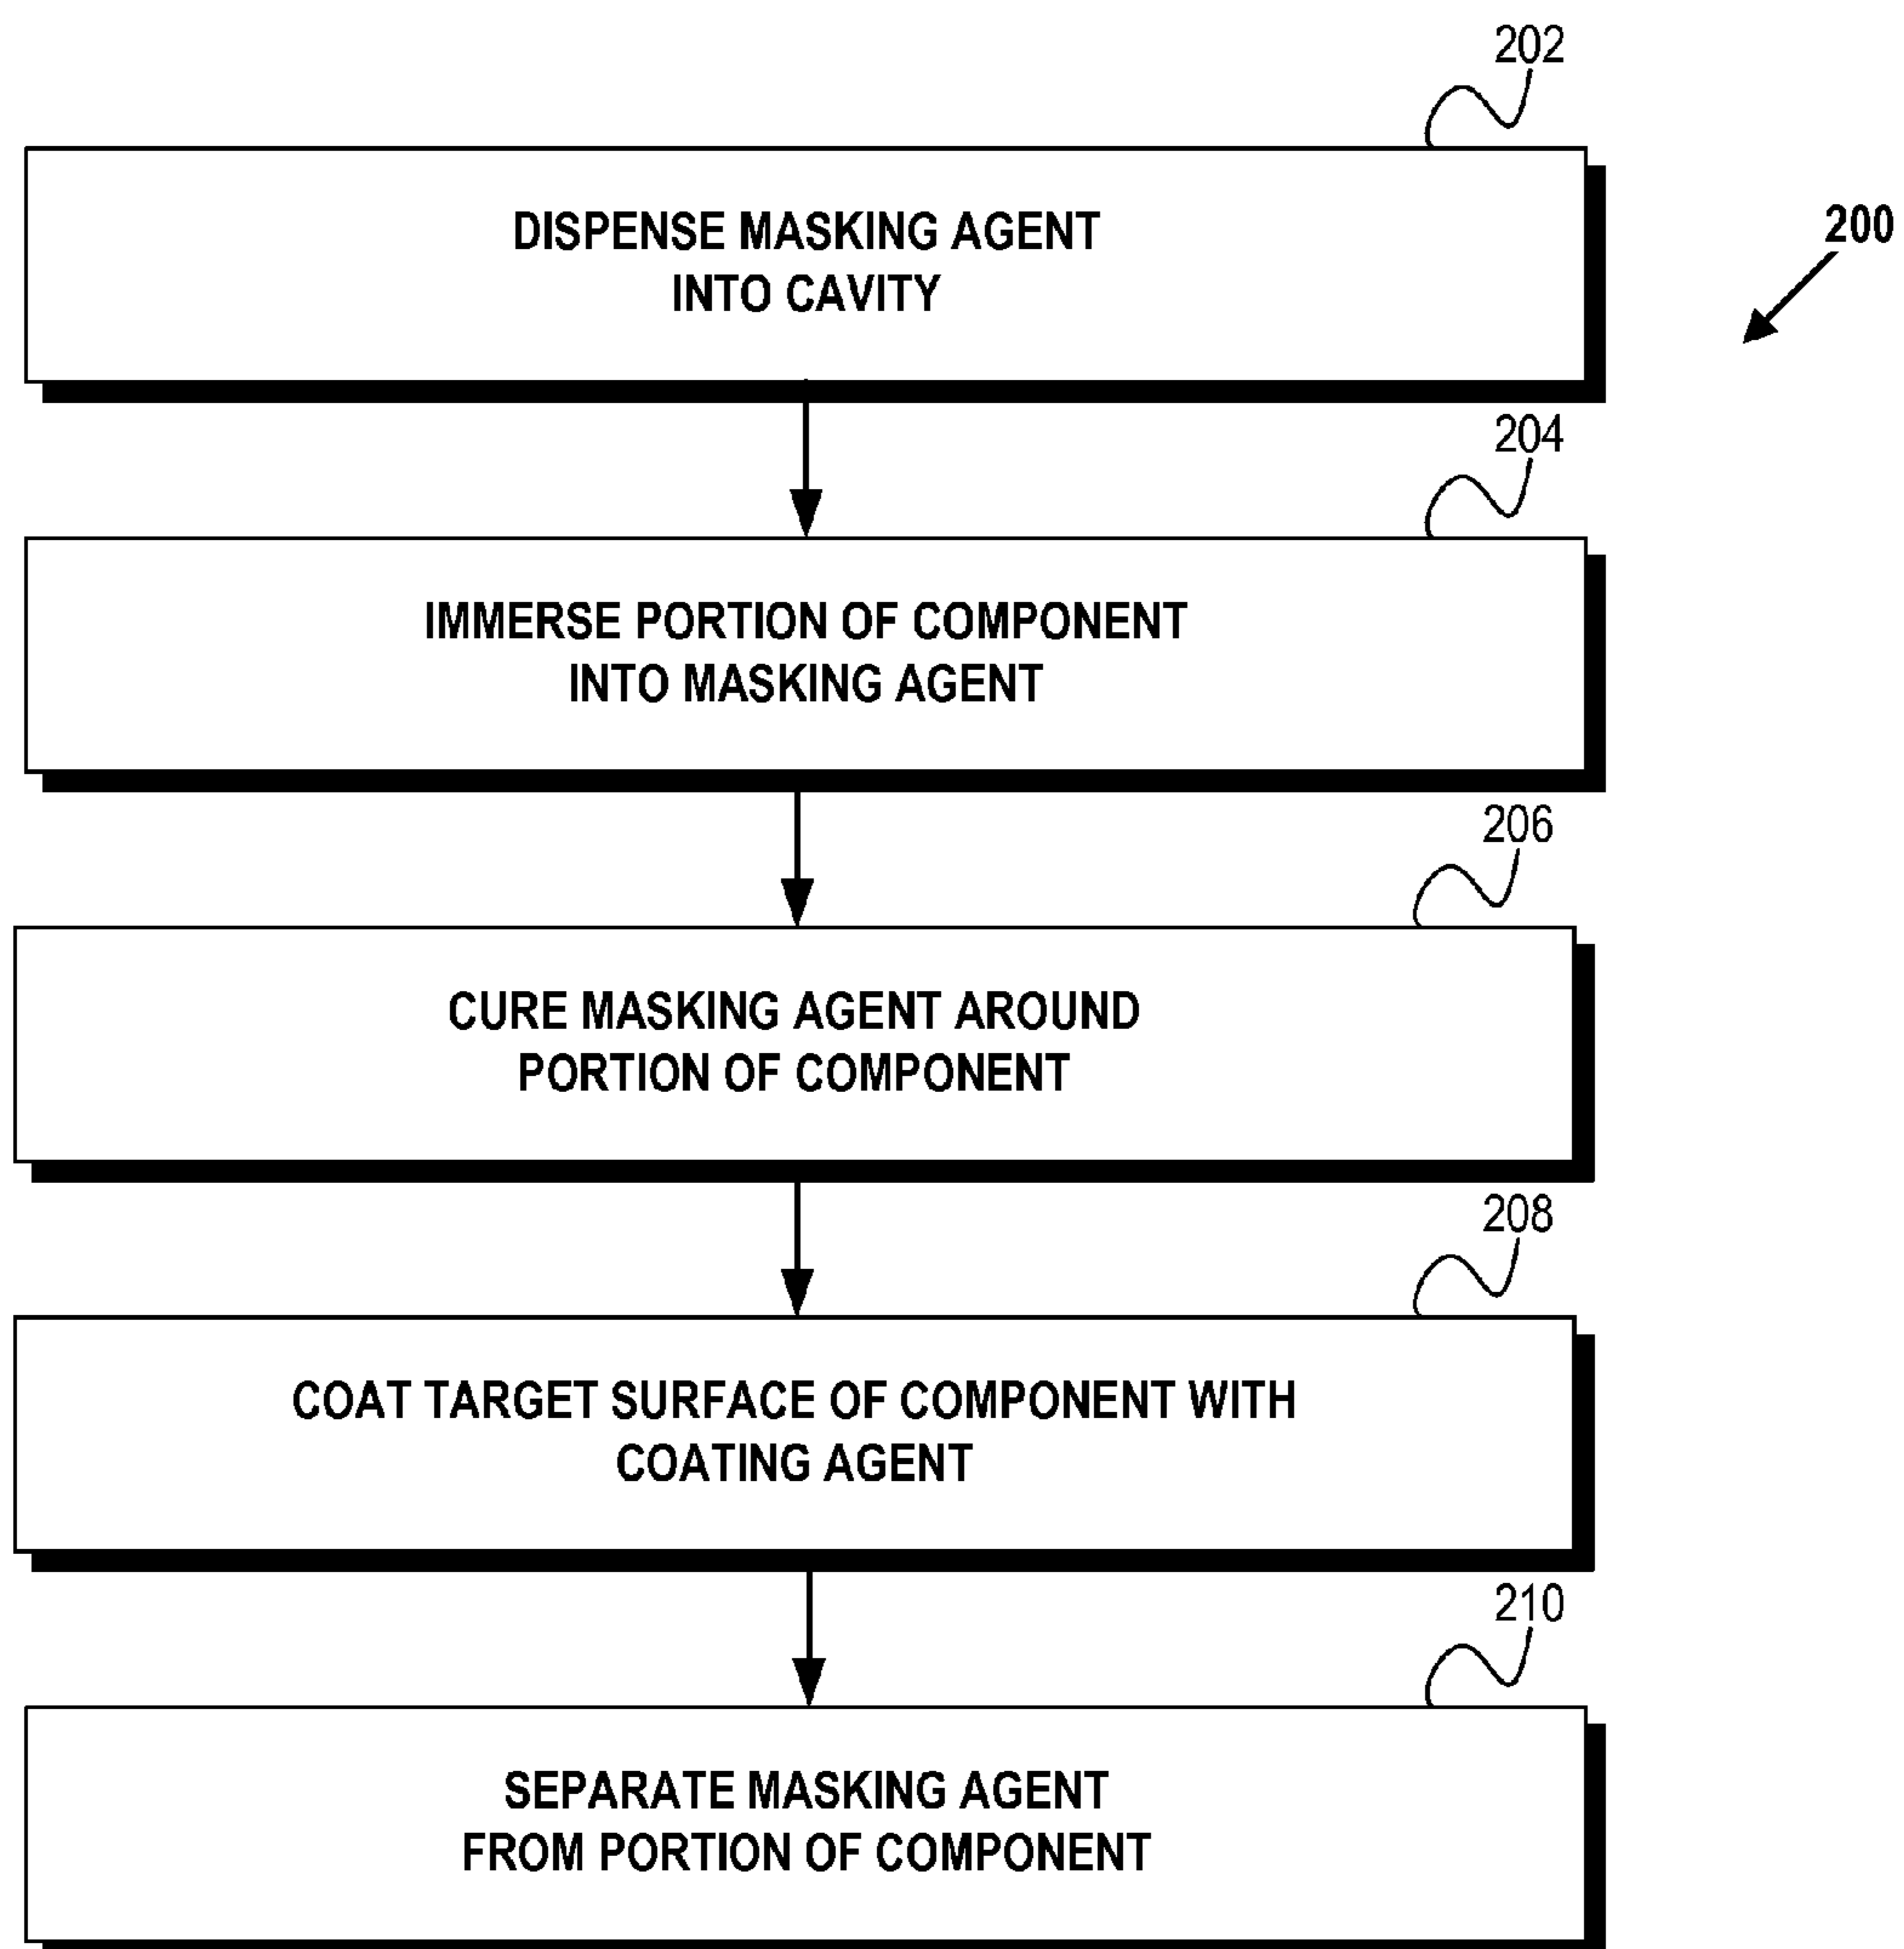 202
DISPENSE MASKING AGENT
INTO CAVITY
200
204
IMMERSE PORTION OF COMPONENT
INTO MASKING AGENT
206
CURE MASKING AGENT AROUND
PORTION OF COMPONENT
208
COAT TARGET SURFACE OF COMPONENT WITH
COATING AGENT
210
SEPARATE MASKING AGENT
FROM PORTION OF COMPONENT